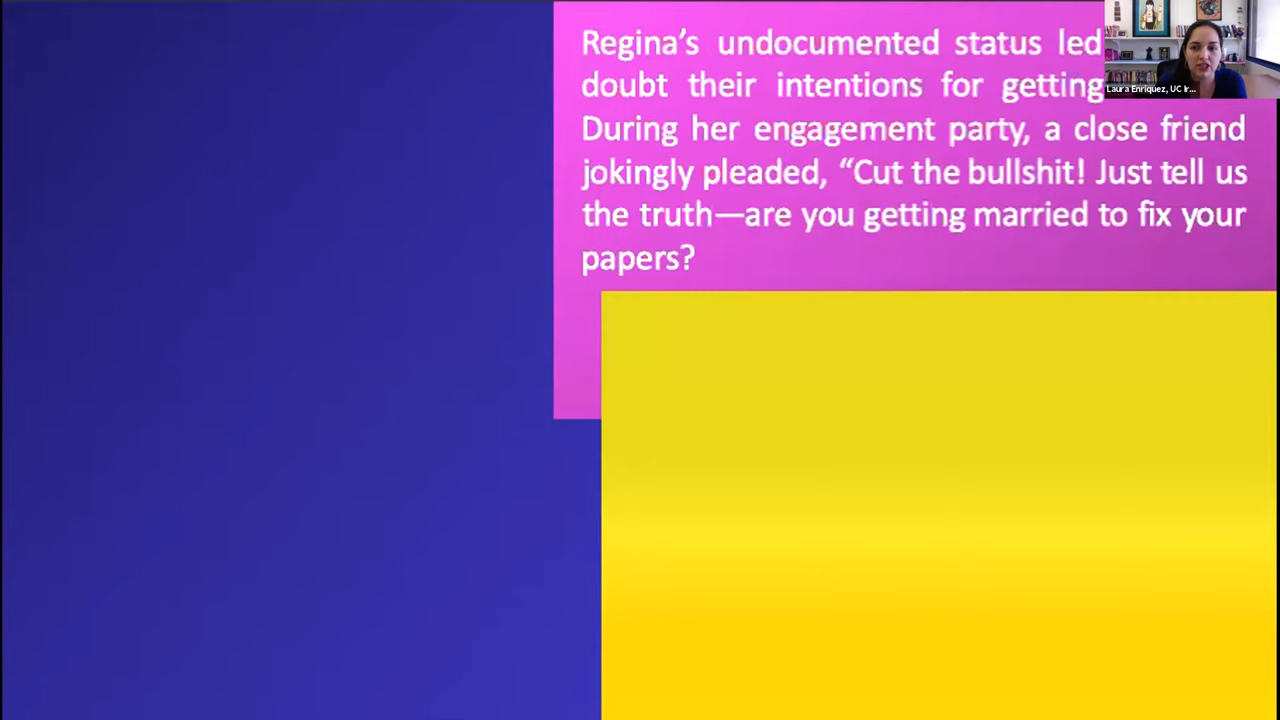 Regina's undocumented status led
doubt their intentions for getting
During her engagement party, a close friend
jokingly pleaded, “Cut the bullshit! Just tell us
the truth—are you getting married to fix your
papers?
Laura Enriquez, UC Ir...